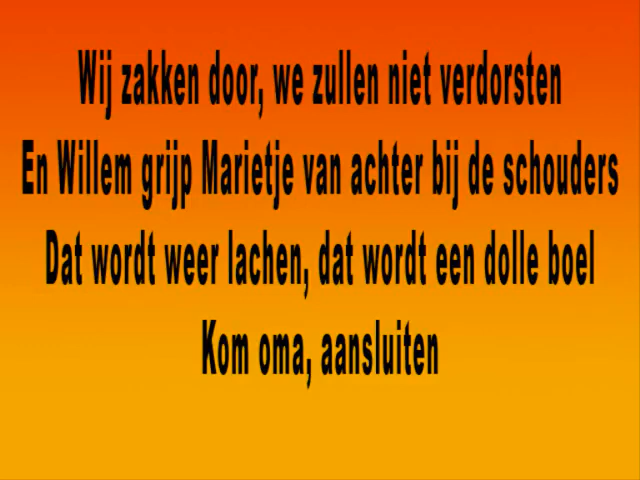 Wij zakken door, we zullen niet verdorsten
En Willem grijp Marietje van achter bij de schouders
Dat wordt weer lachen, dat wordt een dolle boel
Kom oma, aansluiten